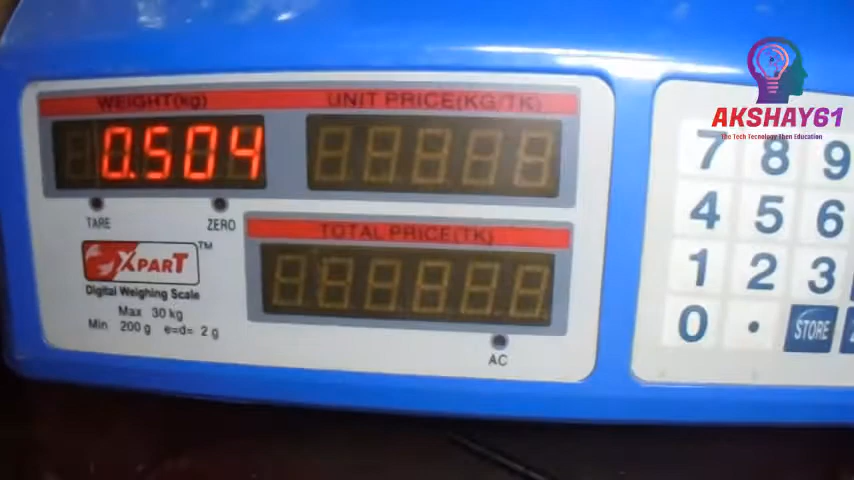 WEIGHT(kg)
UNIT PRICE(KG/TK)
0.504
TARE
ZERO
TOTAL PRICE(TK)
XPART TM
Digital Weighing Scale
Max 30 kg
Min 200 g e=d= 2 g
AC
7 8 9
4 5 6
1 2 3
0 . STORE
AKSHAY61
The Tech Tecnology Then Education